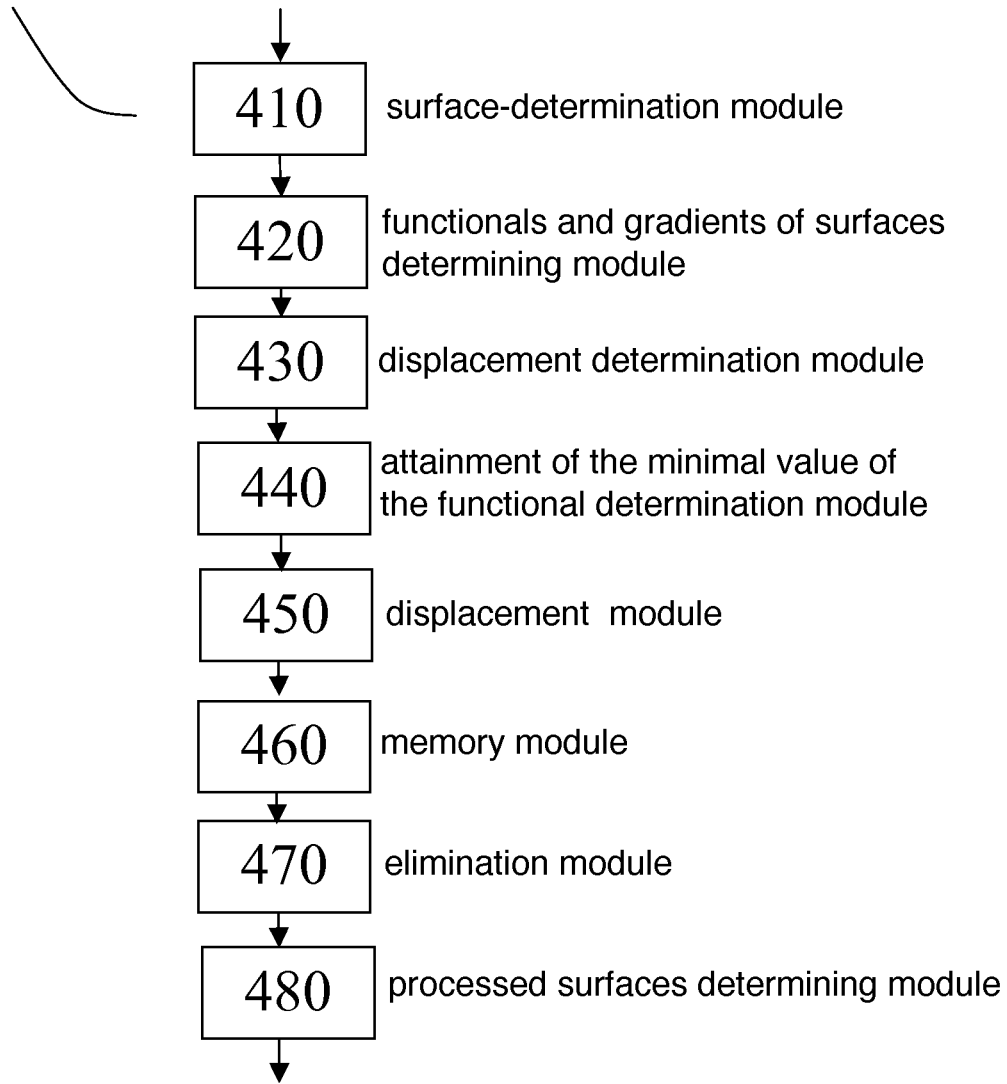 410 surface-determination module
420 functionals and gradients of surfaces
determining module
430 displacement determination module
440 attainment of the minimal value of
the functional determination module
450 displacement module
460 memory module
470 elimination module
480 processed surfaces determining module